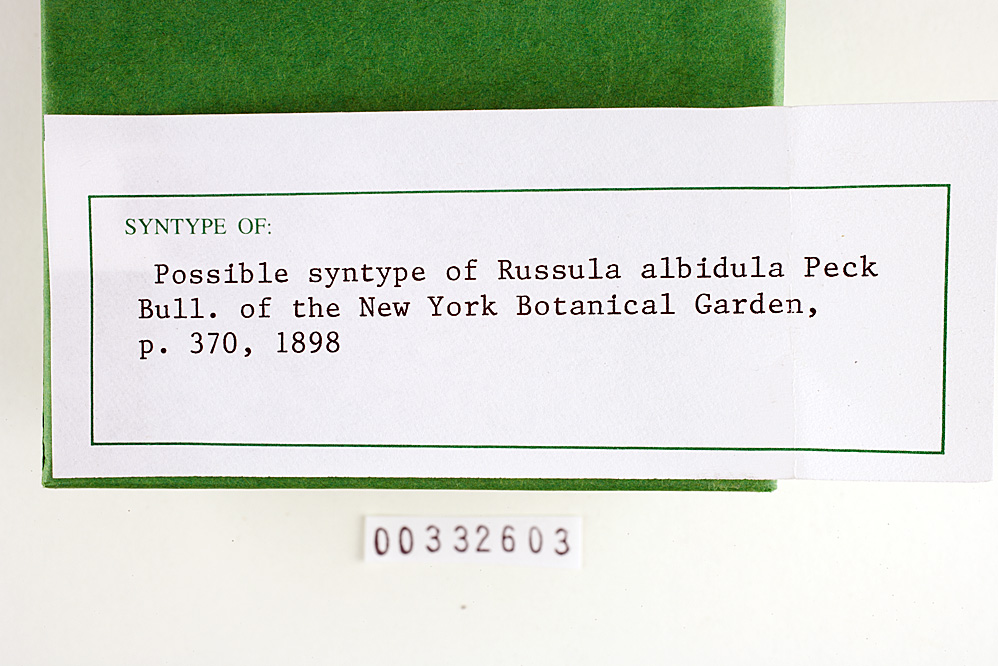 SYNTYPE OF:
Possible syntype of Russula albidula Peck
Bull. of the New York Botanical Garden,
p. 370, 1898
00332603